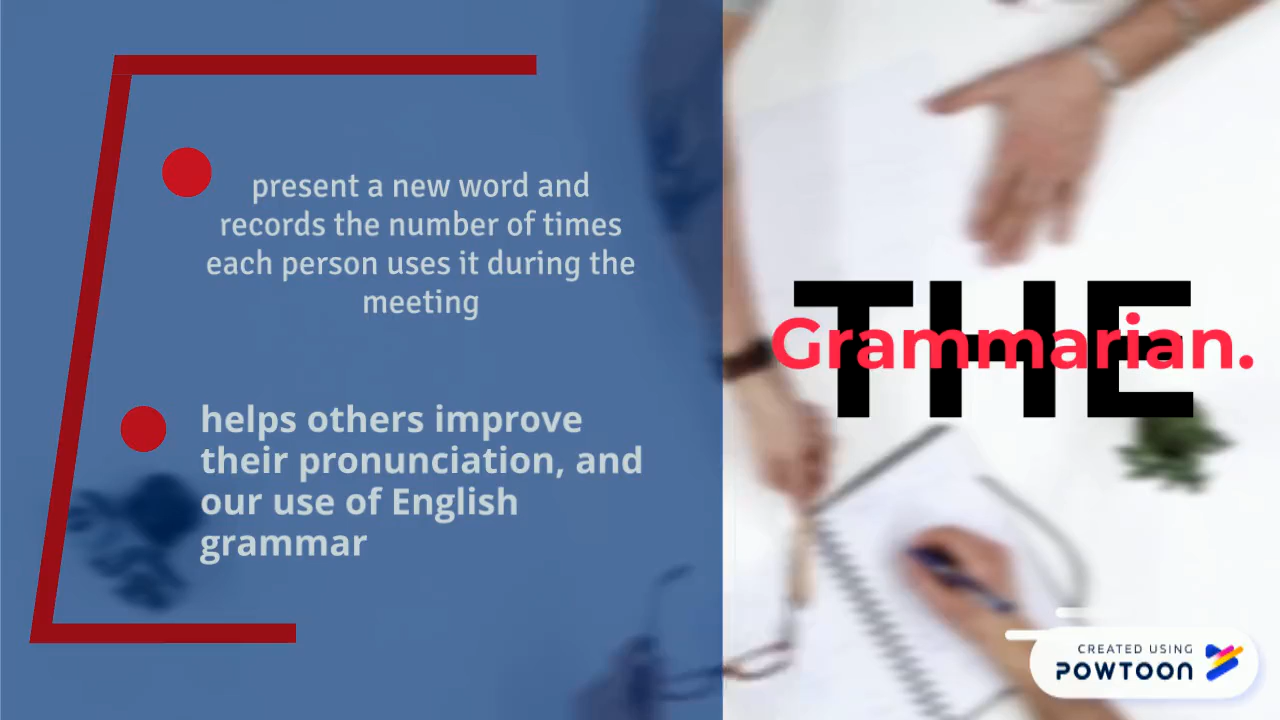 present a new word and
records the number of times
each person uses it during the
meeting
helps others improve
their pronunciation, and
our use of English
grammar
THE
Grammarian.
CREATED USING
POWTOON